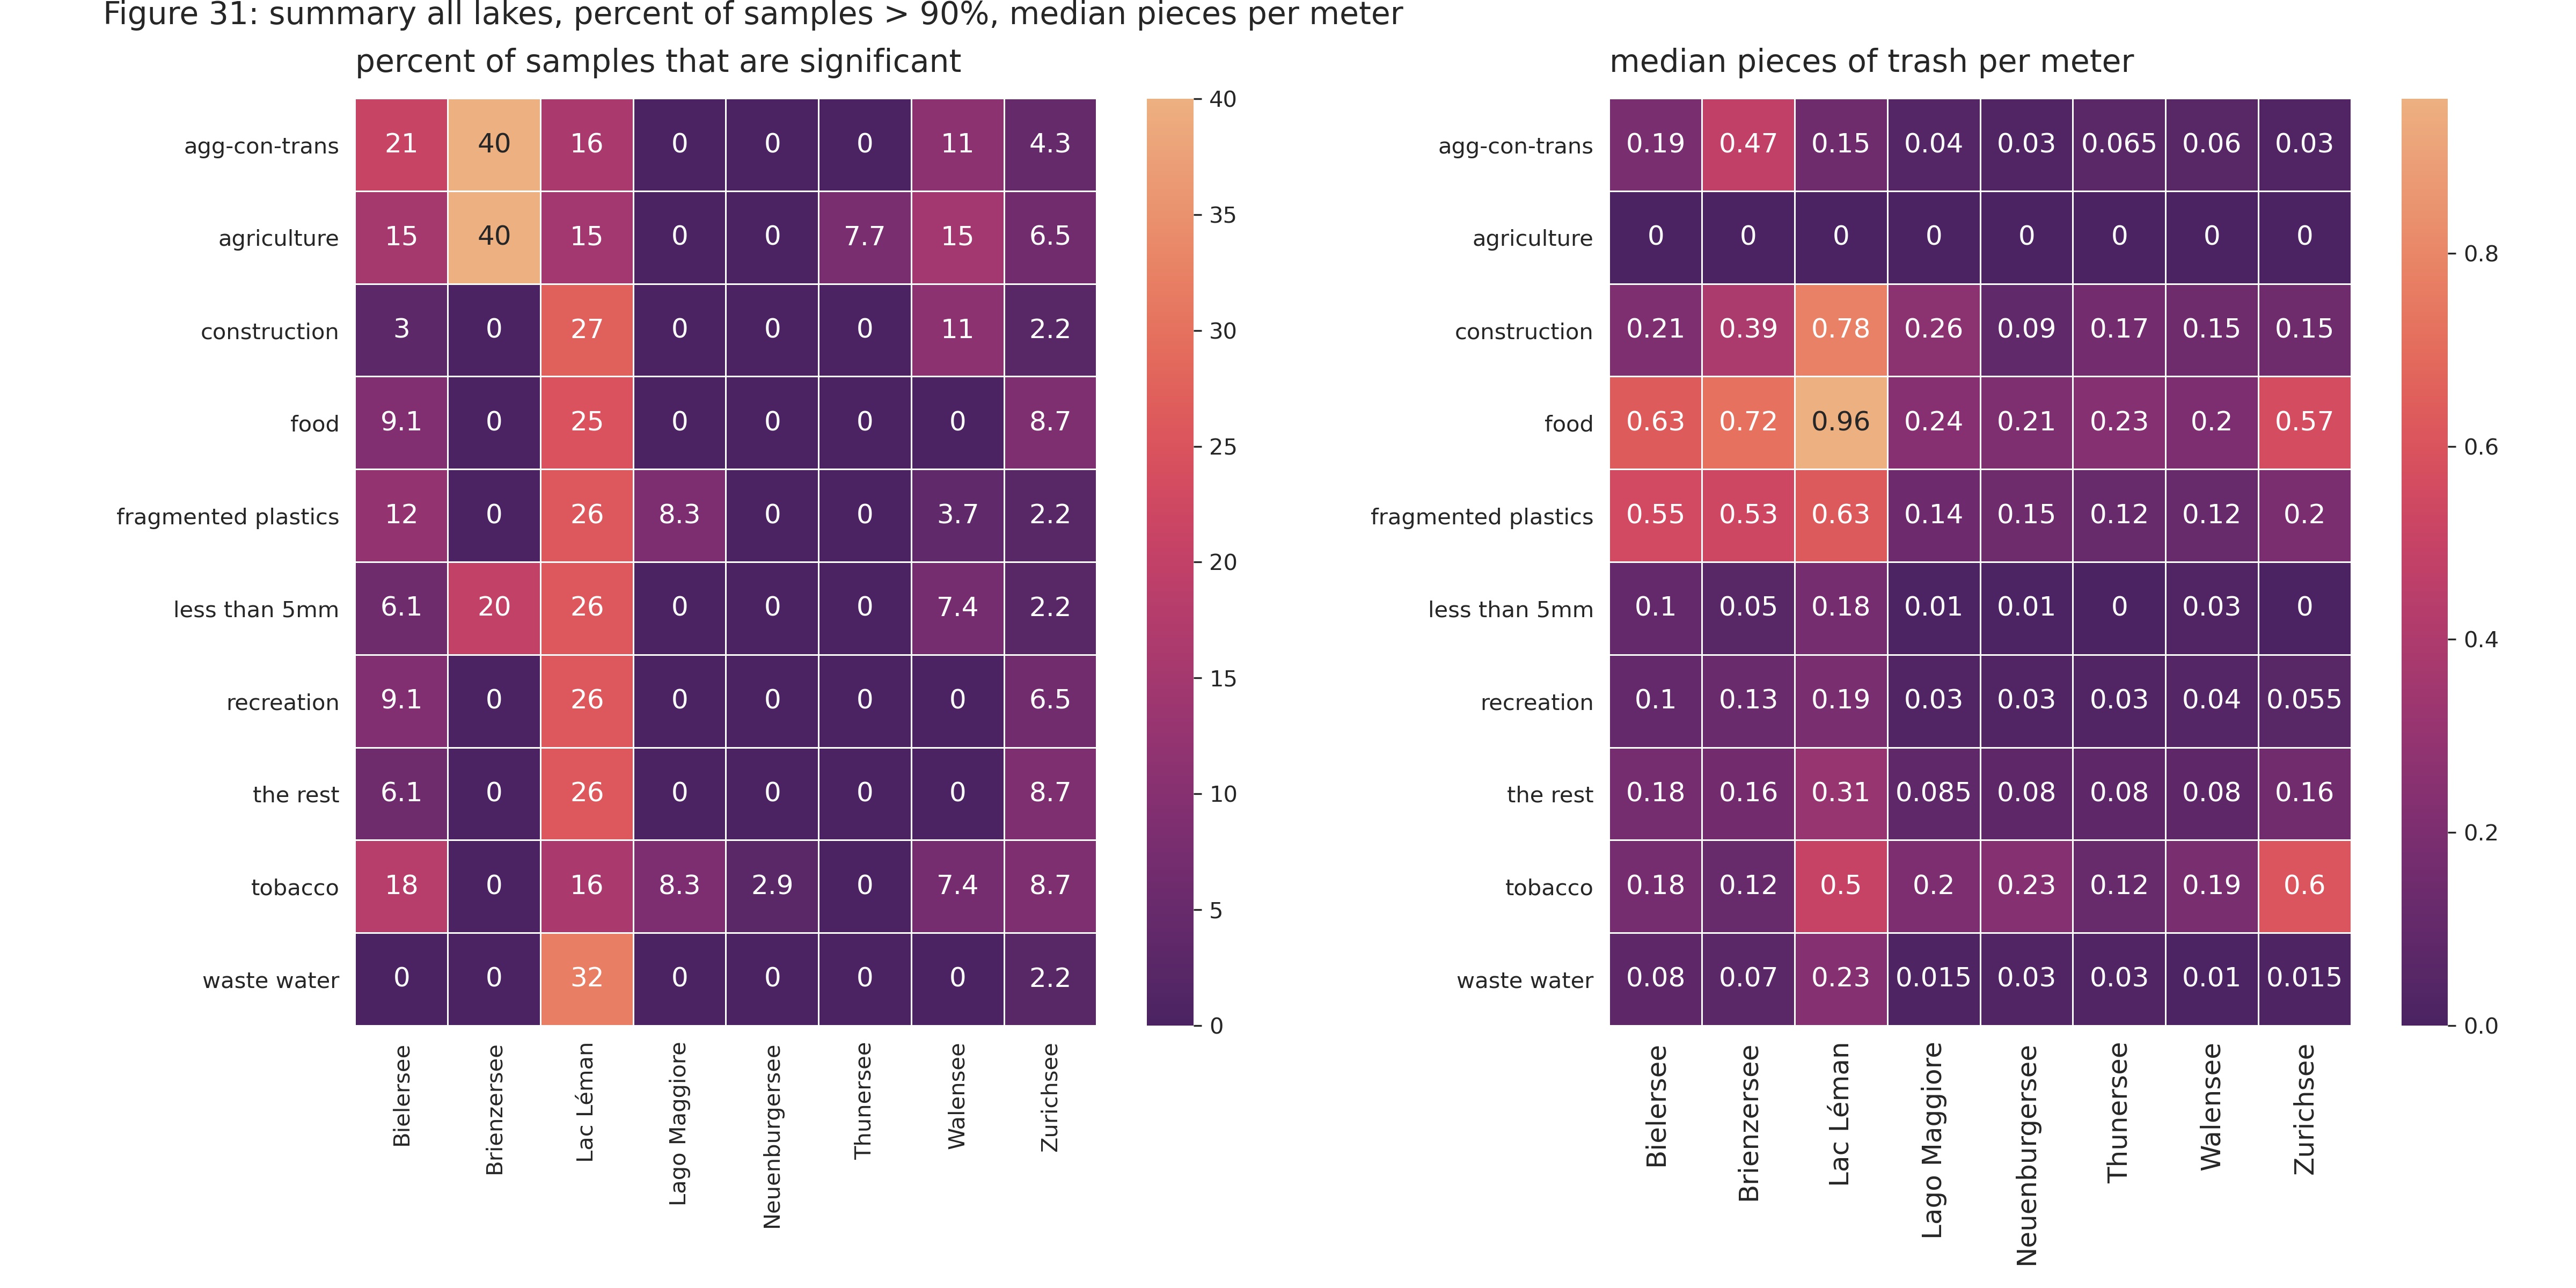 Figure 31: summary all lakes, percent of samples > 90%, median pieces per meter
percent of samples that are significant
agg-con-trans 21 40 16 0 0 0 11 4.3
agriculture 15 40 15 0 0 7.7 15 6.5
construction 3 0 27 0 0 0 11 2.2
food 9.1 0 25 0 0 0 0 8.7
fragmented plastics 12 0 26 8.3 0 0 3.7 2.2
less than 5mm 6.1 20 26 0 0 0 7.4 2.2
recreation 9.1 0 26 0 0 0 0 6.5
the rest 6.1 0 26 0 0 0 0 8.7
tobacco 18 0 16 8.3 2.9 0 7.4 8.7
waste water 0 0 32 0 0 0 0 2.2
Bielersee
Brienzersee
Lac Léman
Lago Maggiore
Neuenburgersee
Thunersee
Walensee
Zurichsee
40
35
30
25
20
15
10
5
0
median pieces of trash per meter
agg-con-trans 0.19 0.47 0.15 0.04 0.03 0.065 0.06 0.03
agriculture 0 0 0 0 0 0 0 0
construction 0.21 0.39 0.78 0.26 0.09 0.17 0.15 0.15
food 0.63 0.72 0.96 0.24 0.21 0.23 0.2 0.57
fragmented plastics 0.55 0.53 0.63 0.14 0.15 0.12 0.12 0.2
less than 5mm 0.1 0.05 0.18 0.01 0.01 0 0.03 0
recreation 0.1 0.13 0.19 0.03 0.03 0.03 0.04 0.055
the rest 0.18 0.16 0.31 0.085 0.08 0.08 0.08 0.16
tobacco 0.18 0.12 0.5 0.2 0.23 0.12 0.19 0.6
waste water 0.08 0.07 0.23 0.015 0.03 0.03 0.01 0.015
Bielersee
Brienzersee
Lac Léman
Lago Maggiore
Neuenburgersee
Thunersee
Walensee
Zurichsee
0.8
0.6
0.4
0.2
0.0